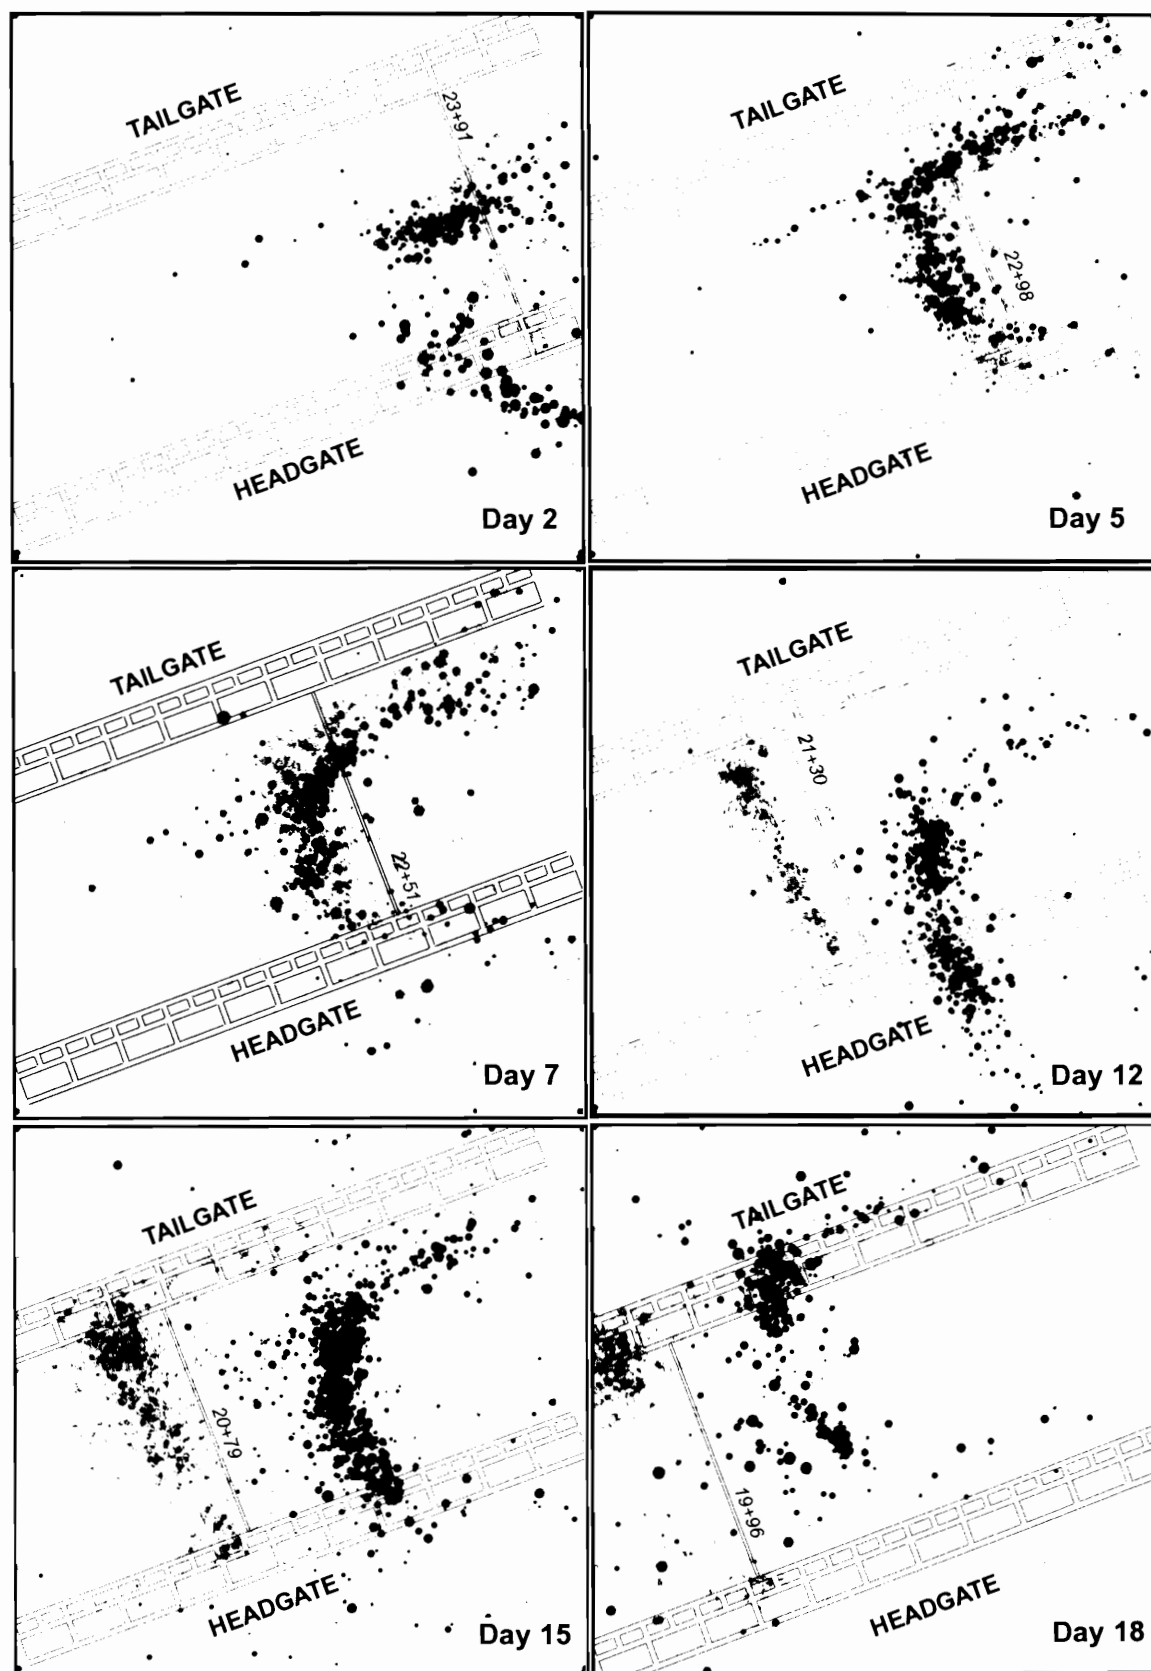 TAILGATE
23+91
HEADGATE
Day 2
TAILGATE
22+98
HEADGATE
Day 5
TAILGATE
22+51
HEADGATE
Day 7
TAILGATE
21+30
HEADGATE
Day 12
TAILGATE
20+79
HEADGATE
Day 15
TAILGATE
19+96
HEADGATE
Day 18